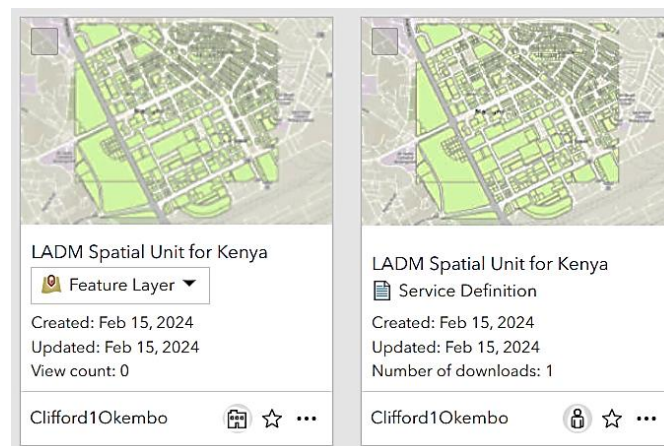 LADM Spatial Unit for Kenya
Feature Layer
Created: Feb 15, 2024
Updated: Feb 15, 2024
View count: 0
Clifford1Okembo
LADM Spatial Unit for Kenya
Service Definition
Created: Feb 15, 2024
Updated: Feb 15, 2024
Number of downloads: 1
Clifford1Okembo